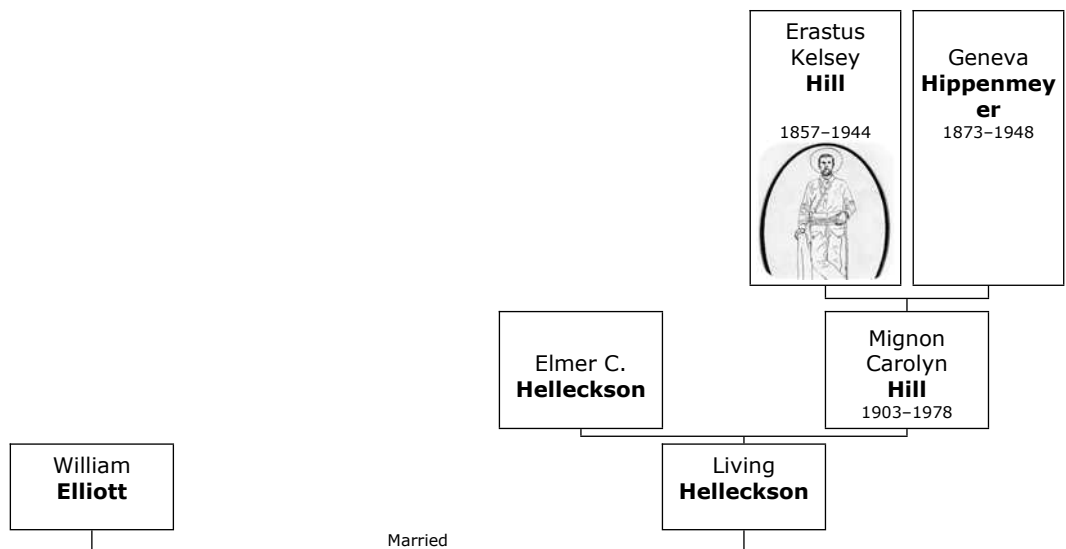 Erastus
Kelsey
Hill
1857–1944
Geneva
Hippenmey
er
1873–1948
Elmer C.
Helleckson
Mignon
Carolyn
Hill
1903–1978
William
Elliott
Living
Helleckson
Married